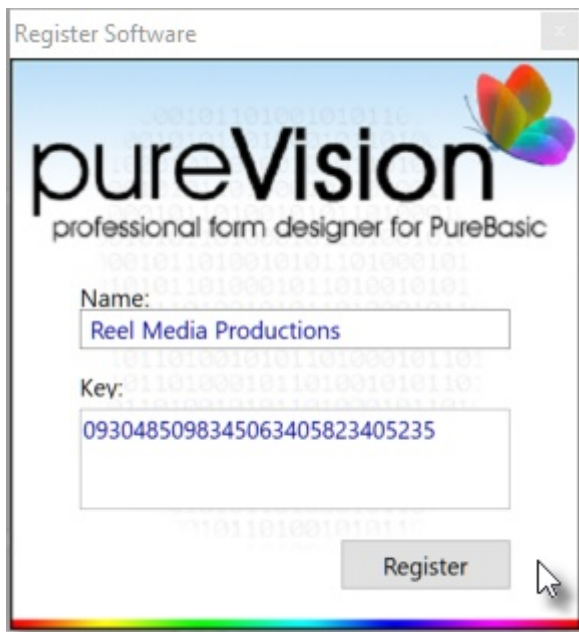 Register Software
x
pureVision
professional form designer for PureBasic
Name:
Reel Media Productions
Key:
0930485098345063405823405235
Register